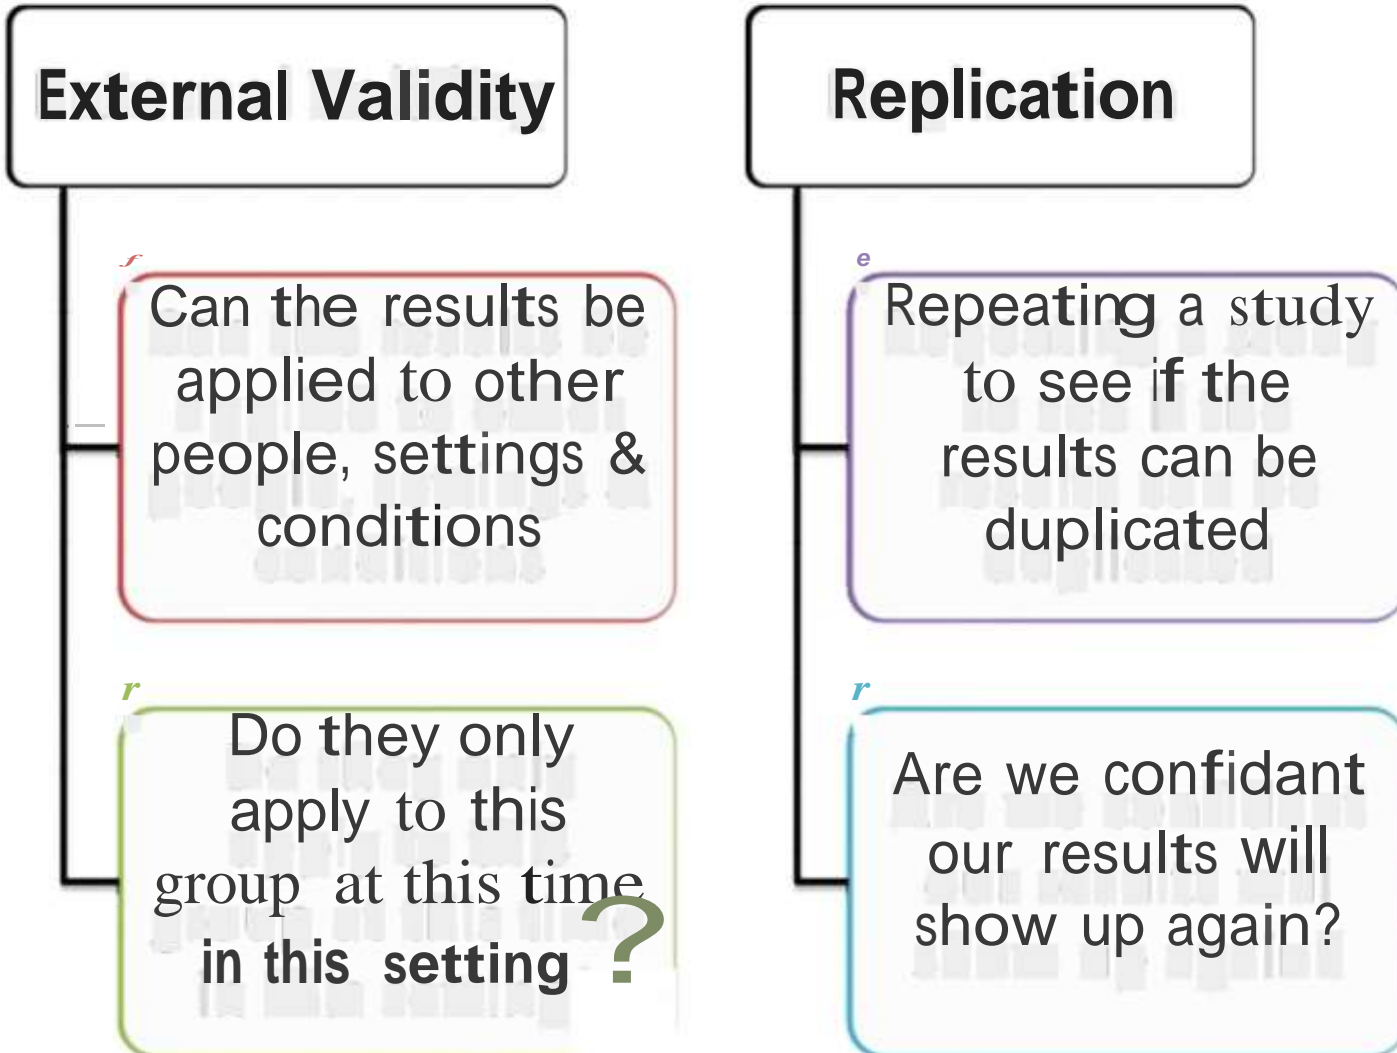 External Validity
Can the results be
applied to other
people, settings &
conditions
Do they only
apply to this
group at this time
in this setting ?
Replication
Repeating a study
to see if the
results can be
duplicated
Are we confidant
our results will
show up again?